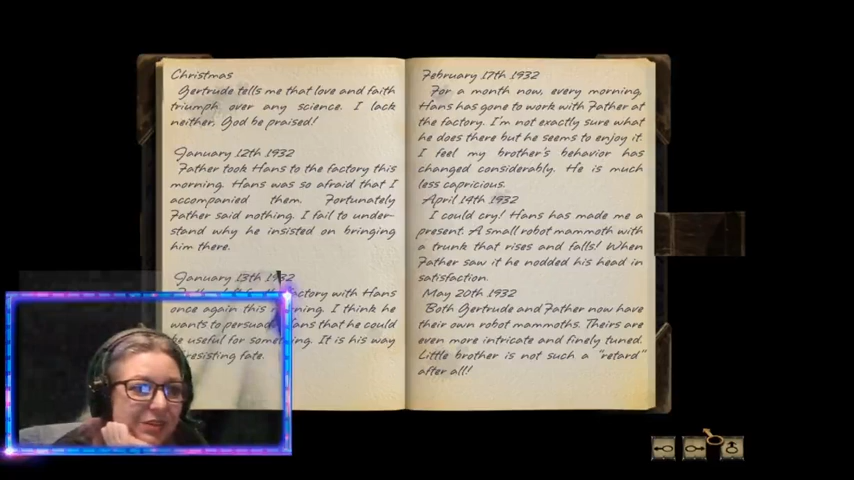 Christmas
Gertrude tells me that love and faith
triumph over any science. I lack
neither. God be praised!
January 12th 1932
Father took Hans to the factory this
morning. Hans was so afraid that I
accompanied them. Fortunately
Father said nothing. I fail to under-
stand why he insisted on bringing
him there.
January 13th 1932
factory with Hans
once again this morning. I think he
wants to persuade Hans that he could
be useful for something. It is his way
resisting fate.
February 17th 1932
For a month now, every morning,
Hans has gone to work with Father at
the factory. I'm not exactly sure what
he does there but he seems to enjoy it.
I feel my brother's behavior has
changed considerably. He is much
less capricious.
April 14th 1932
I could cry! Hans has made me a
present. A small robot mammoth with
a trunk that rises and falls! When
Father saw it he nodded his head in
satisfaction.
May 20th 1932
Both Gertrude and Father now have
their own robot mammoths. Theirs are
even more intricate and finely tuned.
Little brother is not such a "retard"
after all!